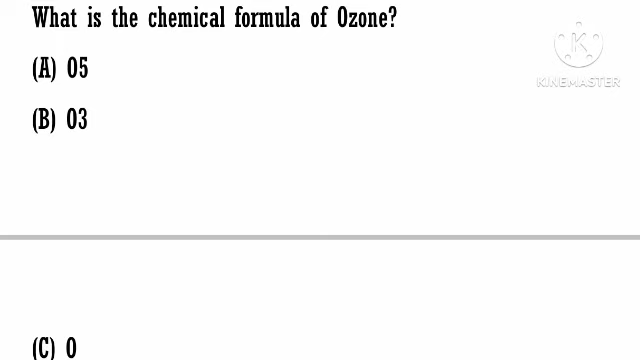 What is the chemical formula of Ozone?
(A) O5
(B) O3
KINEMASTER
(C) O